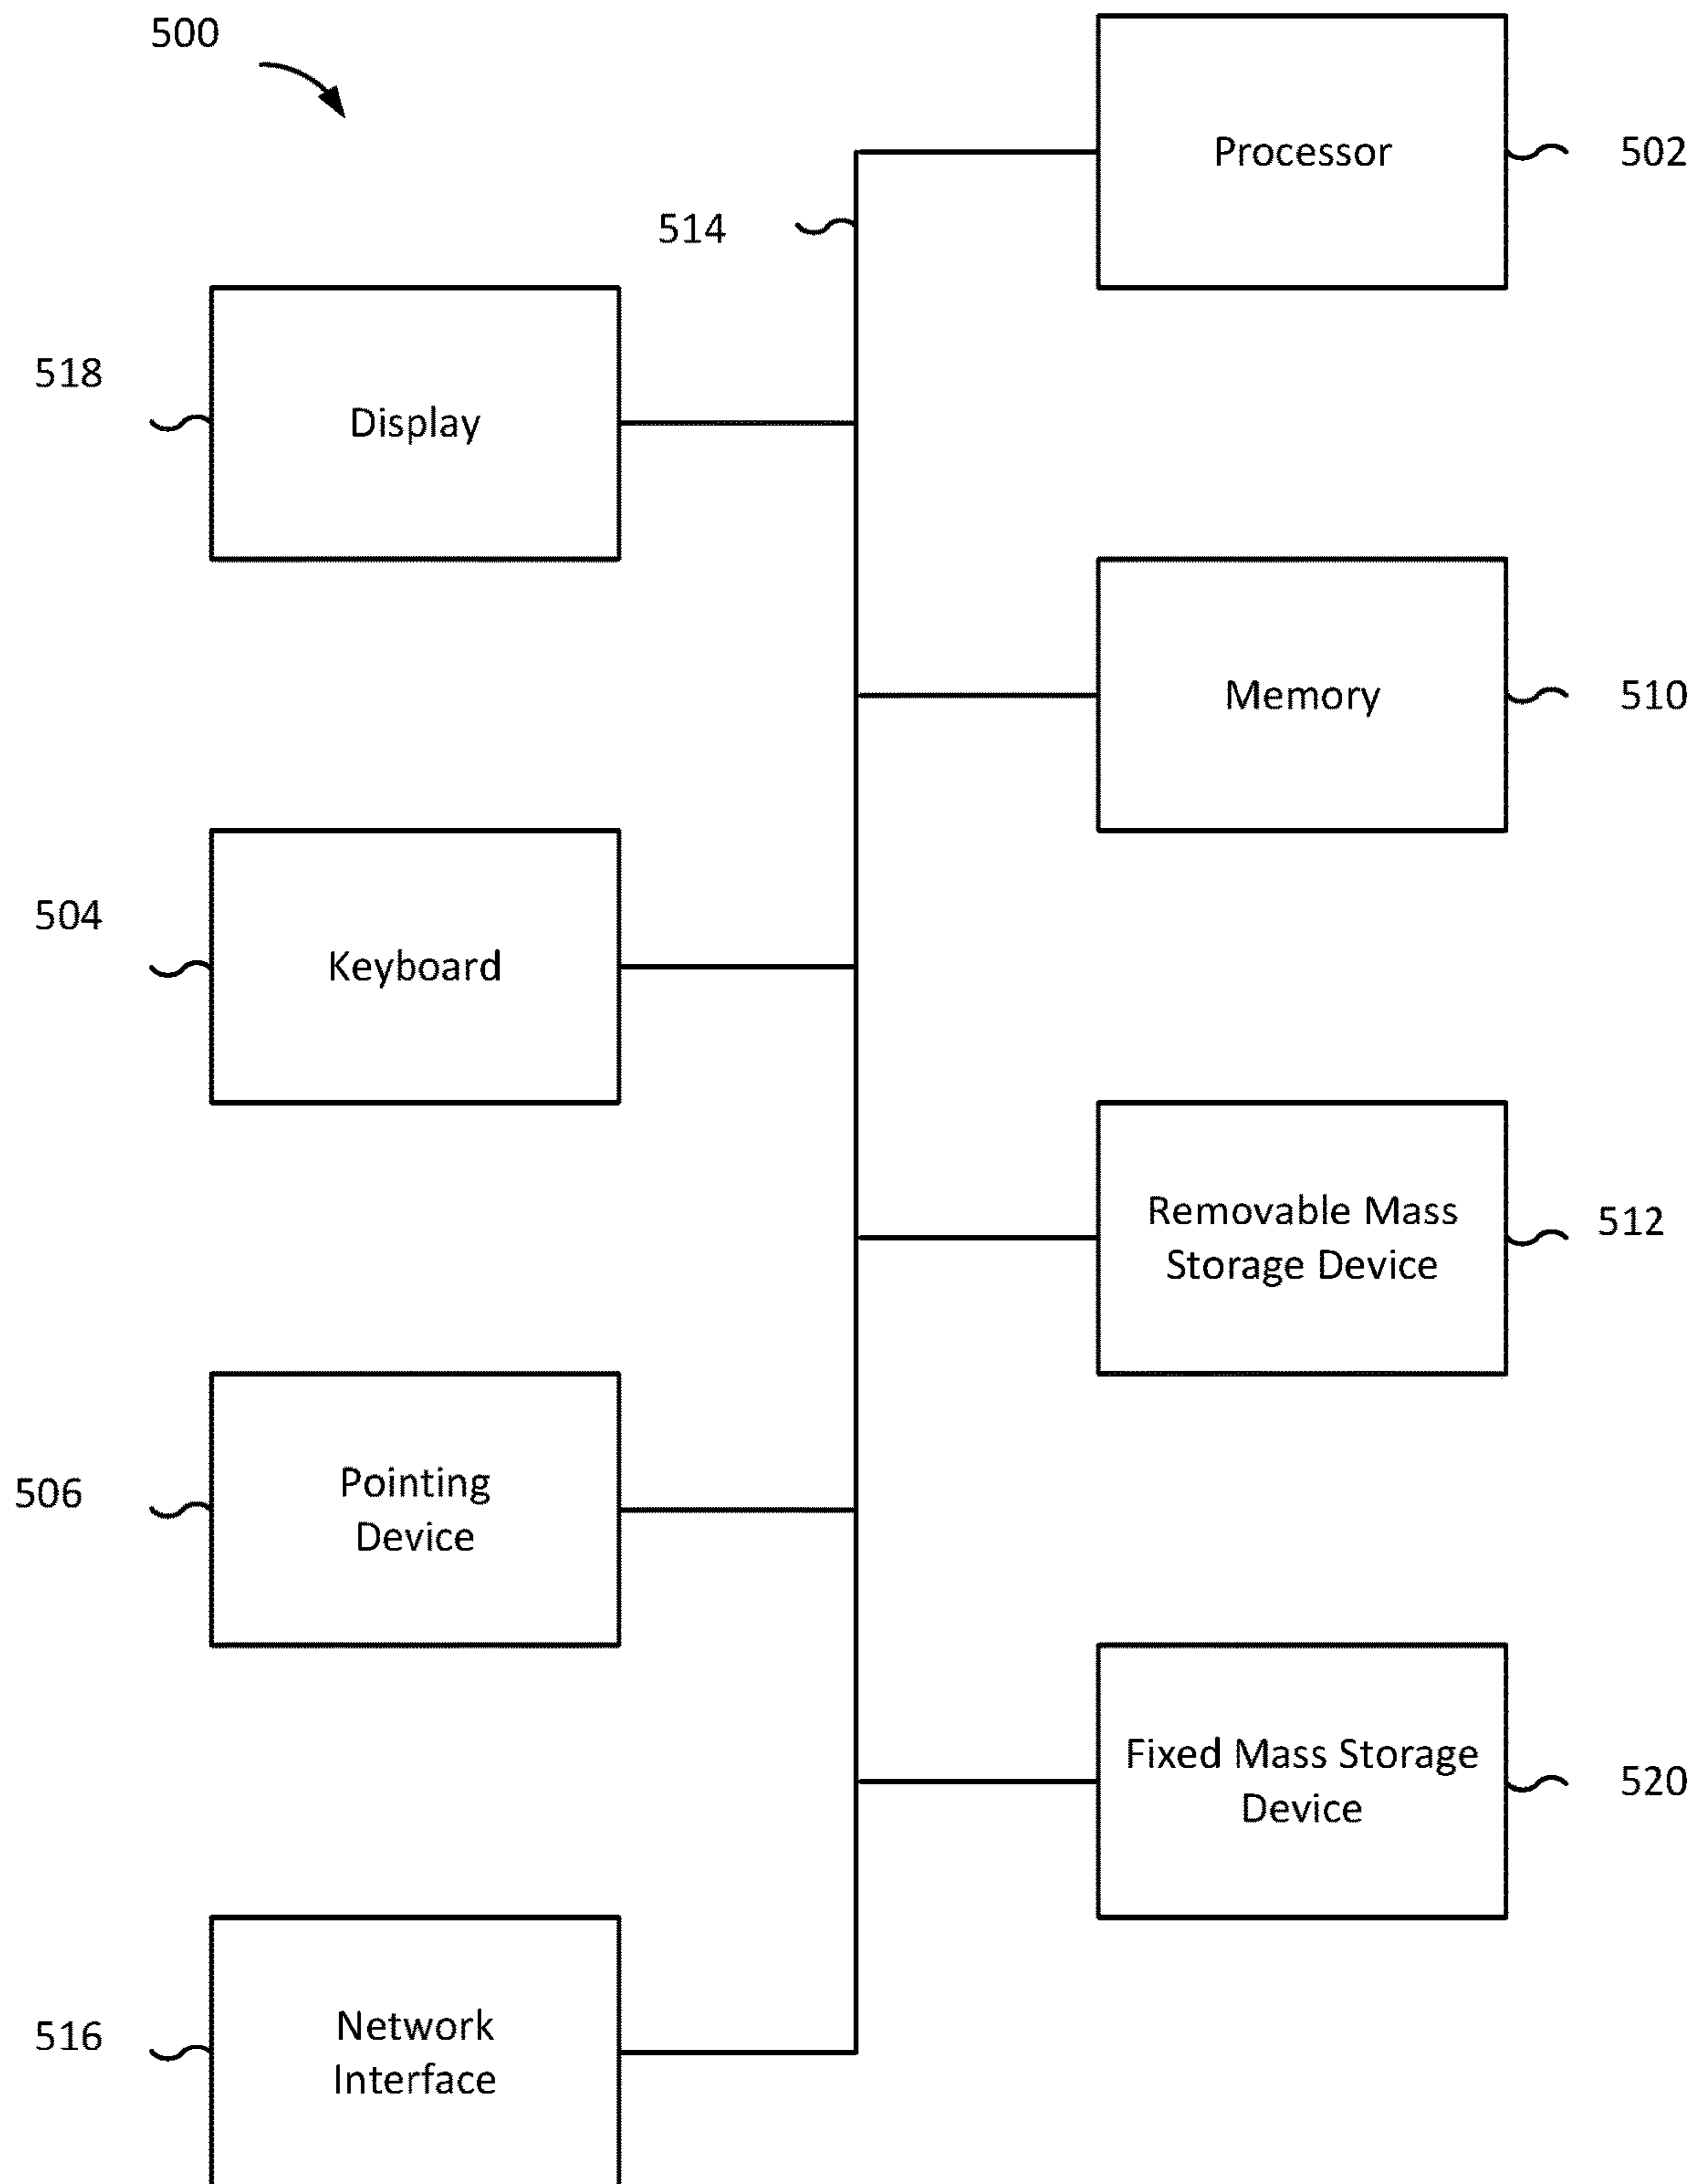 500
Processor
502
514
518
Display
Memory
510
504
Keyboard
Removable Mass
Storage Device
512
506
Pointing
Device
Fixed Mass Storage
Device
520
516
Network
Interface